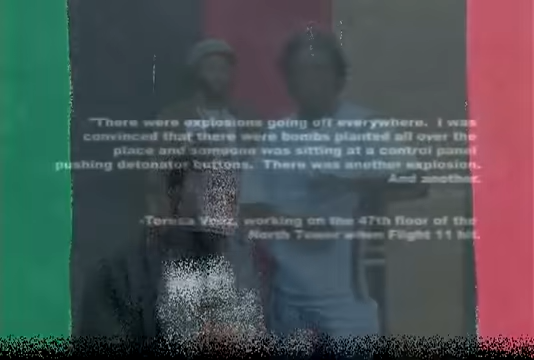 "There were explosions going off everywhere. I was
convinced that there were bombs planted all over the
place and someone was sitting at a control panel
pushing detonator buttons. There was another explosion.
And another.
-Teresa Veliz, working on the 47th floor of the
North Tower when Flight 11 hit.